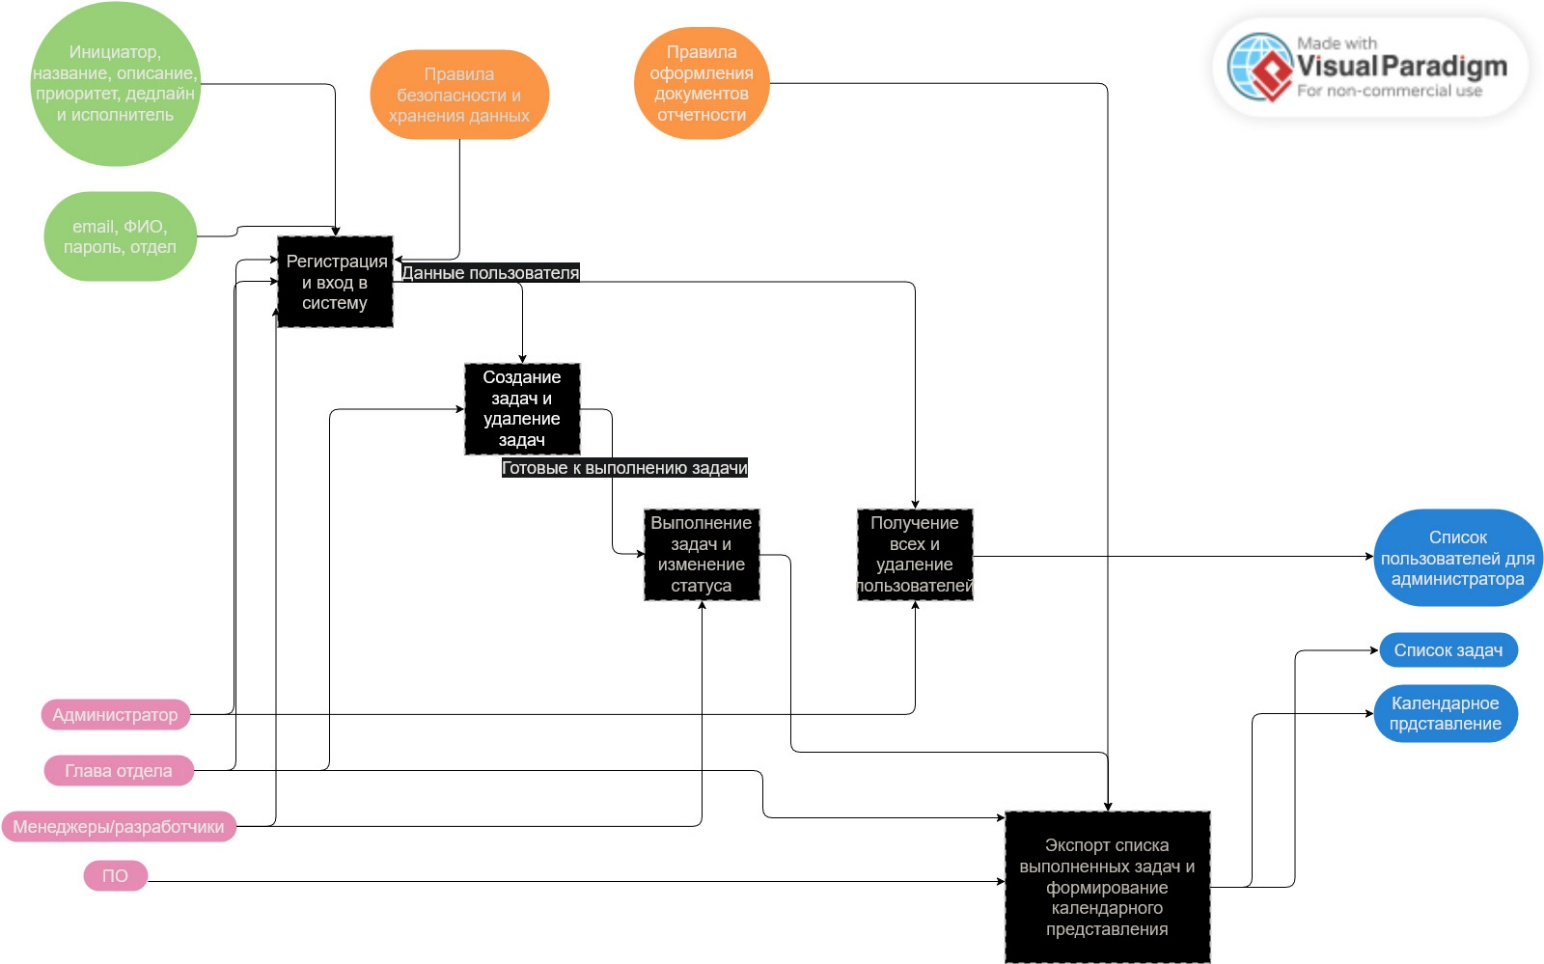 Инициатор,
название, описание,
приоритет, дедлайн
и исполнитель
Правила
безопасности и
хранения данных
Правила
оформления
документов
отчетности
Made with
Visual Paradigm
For non-commercial use
email, ФИО,
пароль, отдел
Регистрация
и вход в
систему
Данные пользователя
Создание
задач и
удаление
задач
Готовые к выполнению задачи
Выполнение
задач и
изменение
статуса
Получение
всех и
удаление
пользователей
Список
пользователей для
администратора
Список задач
Календарное
прдставление
Администратор
Глава отдела
Менеджеры/разработчики
ПО
Экспорт списка
выполненных задач и
формирование
календарного
представления